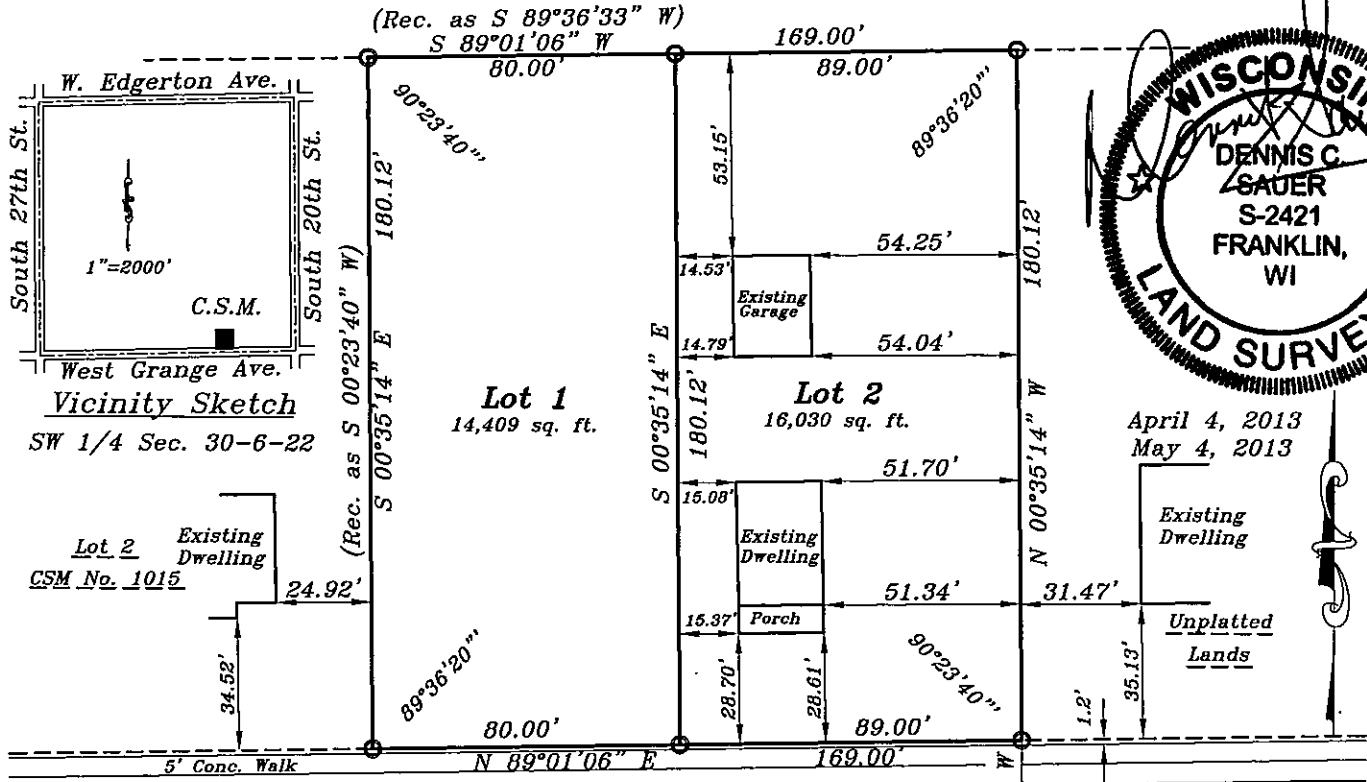 (Rec. as S 89°36'33" W)
S 89°01'06" W
169.00'
80.00'
89.00'
W. Edgerton Ave.
South 27th St.
South 20th St.
1"=2000'
C.S.M.
West Grange Ave.
Vicinity Sketch
SW 1/4 Sec. 30-6-22
90°23'40"'
89°36'20"'
180.12'
(Rec. as S 00°23'40" W)
S 00°35'14" E
53.15'
54.25'
14.53'
Existing
Garage
14.79'
54.04'
180.12'
WISCONSIN
DENNIS C.
SAUER
S-2421
FRANKLIN,
WI
LAND SURVEY
Lot 1
14,409 sq. ft.
S 00°35'14" E
180.12'
Lot 2
16,030 sq. ft.
N 00°35'14" W
April 4, 2013
May 4, 2013
51.70'
15.08'
Existing
Dwelling
51.34'
15.37'
Porch
28.70'
28.61'
Lot 2
CSM No. 1015
Existing
Dwelling
24.92'
34.52'
31.47'
Existing
Dwelling
Unplatted
Lands
35.13'
1.2'
89°36'20"'
90°23'40"'
80.00'
89.00'
5' Conc. Walk
N 89°01'06" E
169.00'
W